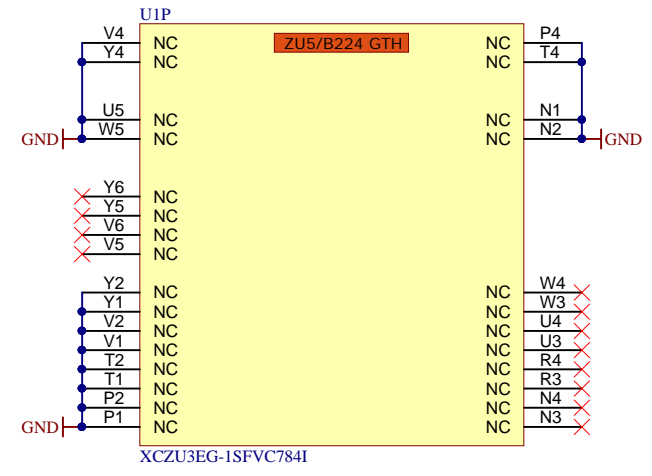 U1P
ZU5/B224 GTH
V4 NC NC P4
Y4 NC NC T4
U5 NC NC N1
GND W5 NC NC N2 GND
Y6 NC
Y5 NC
V6 NC
V5 NC
Y2 NC NC W4
Y1 NC NC W3
V2 NC NC U4
V1 NC NC U3
T2 NC NC R4
T1 NC NC R3
P2 NC NC N4
GND P1 NC NC N3
XCZU3EG-1SFVC784I